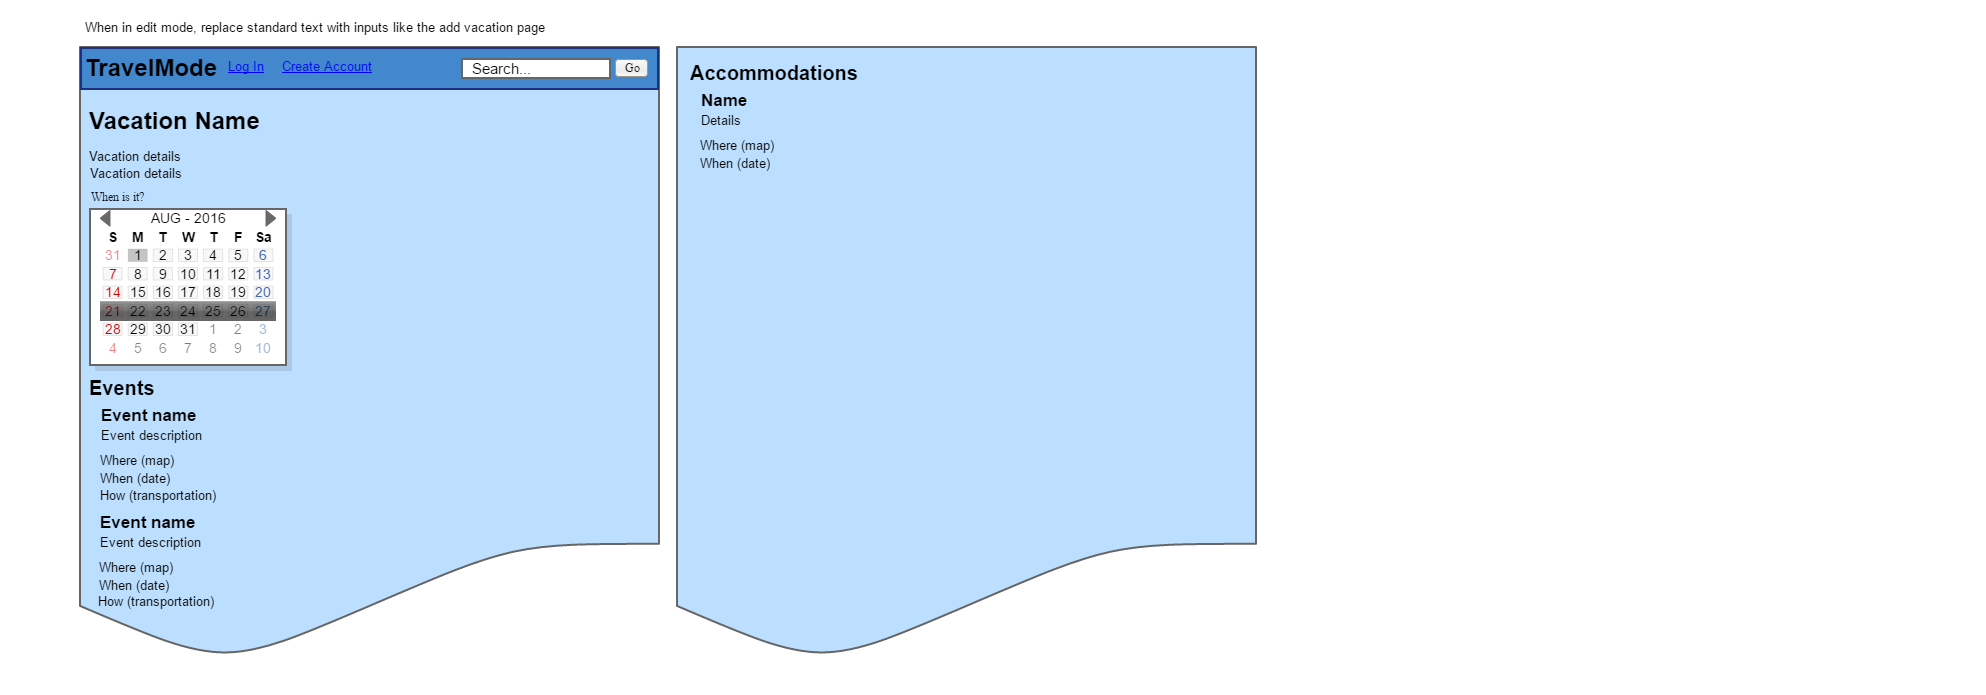 When in edit mode, replace standard text with inputs like the add vacation page
TravelMode Log In Create Account Search... Go
Vacation Name
Vacation details
Vacation details
When is it?
AUG - 2016
S M T W T F Sa
31 1 2 3 4 5 6
7 8 9 10 11 12 13
14 15 16 17 18 19 20
21 22 23 24 25 26 27
28 29 30 31 1 2 3
4 5 6 7 8 9 10
Events
Event name
Event description
Where (map)
When (date)
How (transportation)
Event name
Event description
Where (map)
When (date)
How (transportation)
Accommodations
Name
Details
Where (map)
When (date)